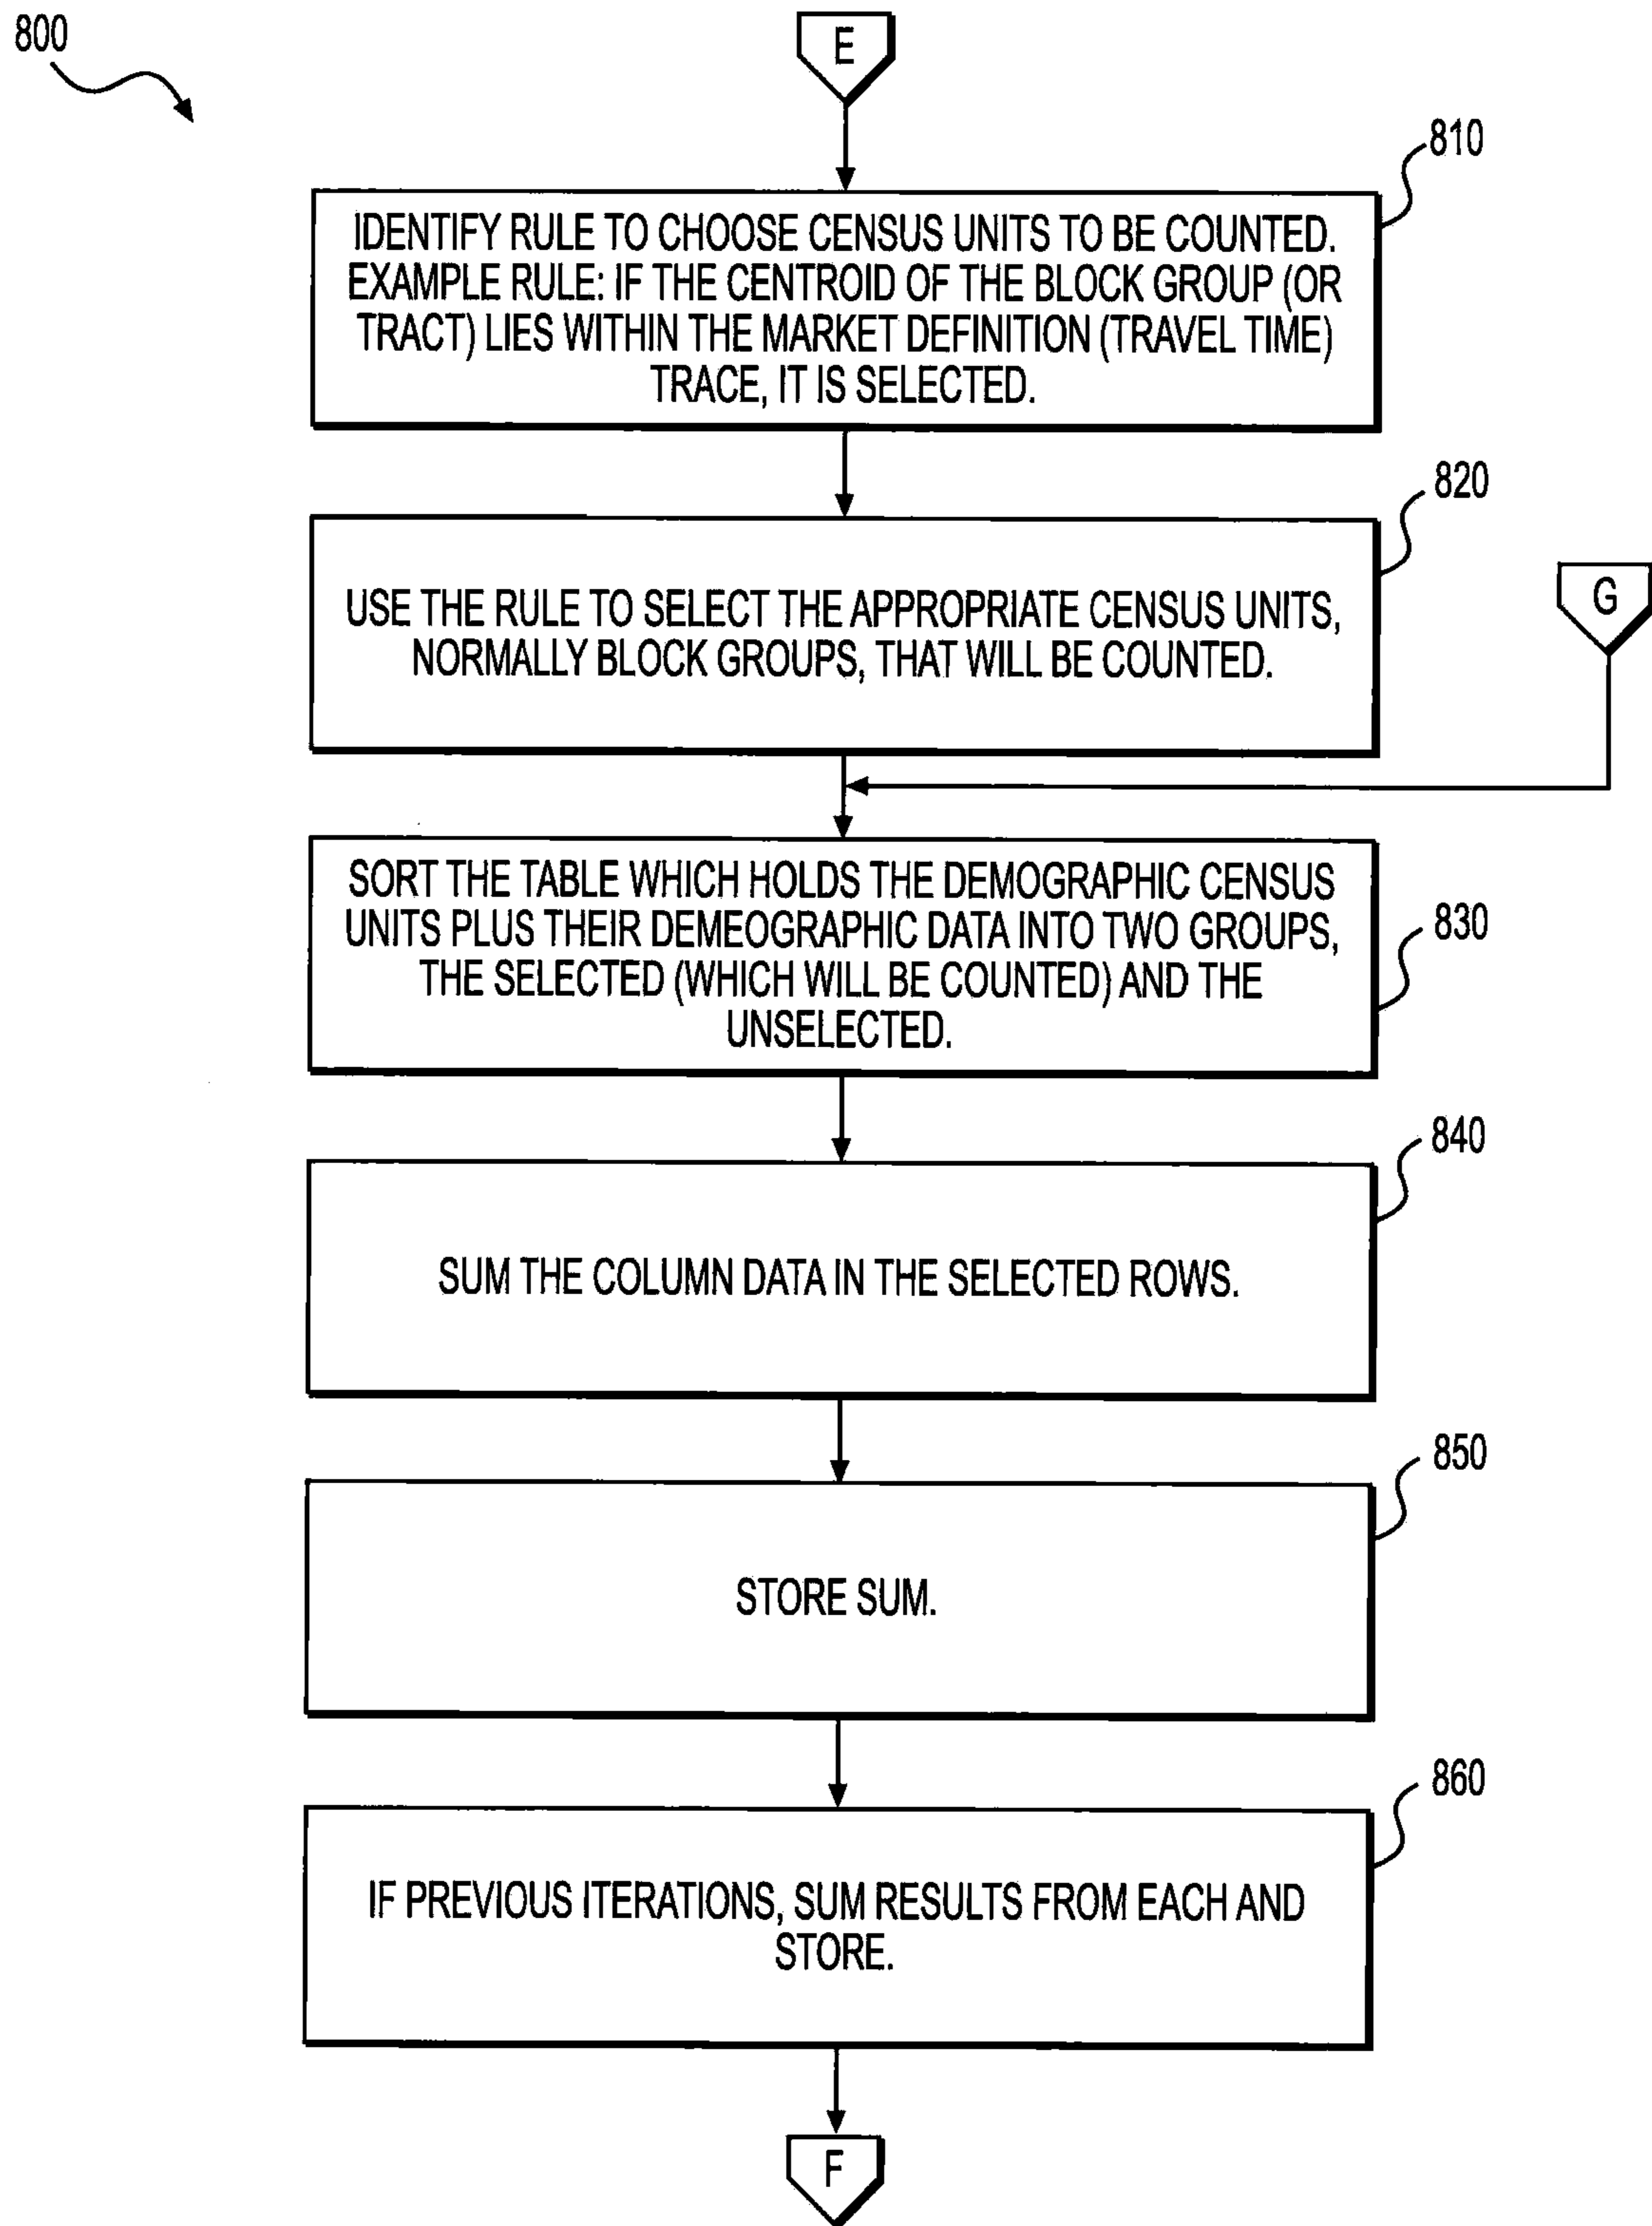 800
E
810
IDENTIFY RULE TO CHOOSE CENSUS UNITS TO BE COUNTED.
EXAMPLE RULE: IF THE CENTROID OF THE BLOCK GROUP (OR
TRACT) LIES WITHIN THE MARKET DEFINITION (TRAVEL TIME)
TRACE, IT IS SELECTED.
820
USE THE RULE TO SELECT THE APPROPRIATE CENSUS UNITS,
NORMALLY BLOCK GROUPS, THAT WILL BE COUNTED.
G
830
SORT THE TABLE WHICH HOLDS THE DEMOGRAPHIC CENSUS
UNITS PLUS THEIR DEMEOGRAPHIC DATA INTO TWO GROUPS,
THE SELECTED (WHICH WILL BE COUNTED) AND THE
UNSELECTED.
840
SUM THE COLUMN DATA IN THE SELECTED ROWS.
850
STORE SUM.
860
IF PREVIOUS ITERATIONS, SUM RESULTS FROM EACH AND
STORE.
F